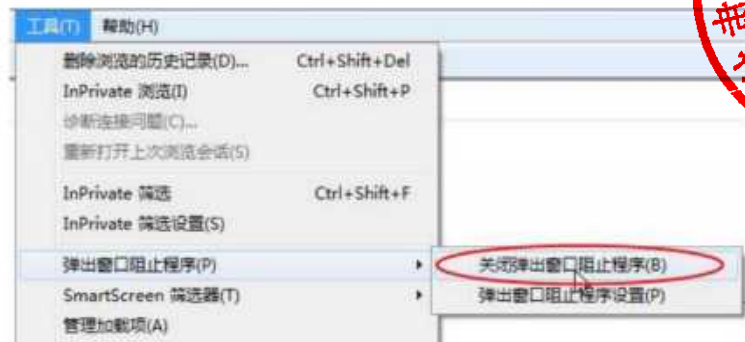 工具(T) 帮助(H)
删除浏览的历史记录(D)... Ctrl+Shift+Del
InPrivate 浏览(I) Ctrl+Shift+P
诊断连接问题(C)...
重新打开上次浏览会话(S)
InPrivate 筛选 Ctrl+Shift+F
InPrivate 筛选设置(S)
弹出窗口阻止程序(P)
关闭弹出窗口阻止程序(B)
SmartScreen 筛选器(T)
弹出窗口阻止程序设置(P)
管理加载项(A)